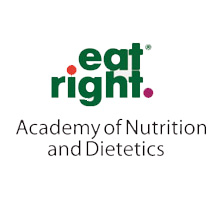 eat®
right.
Academy of Nutrition
and Dietetics